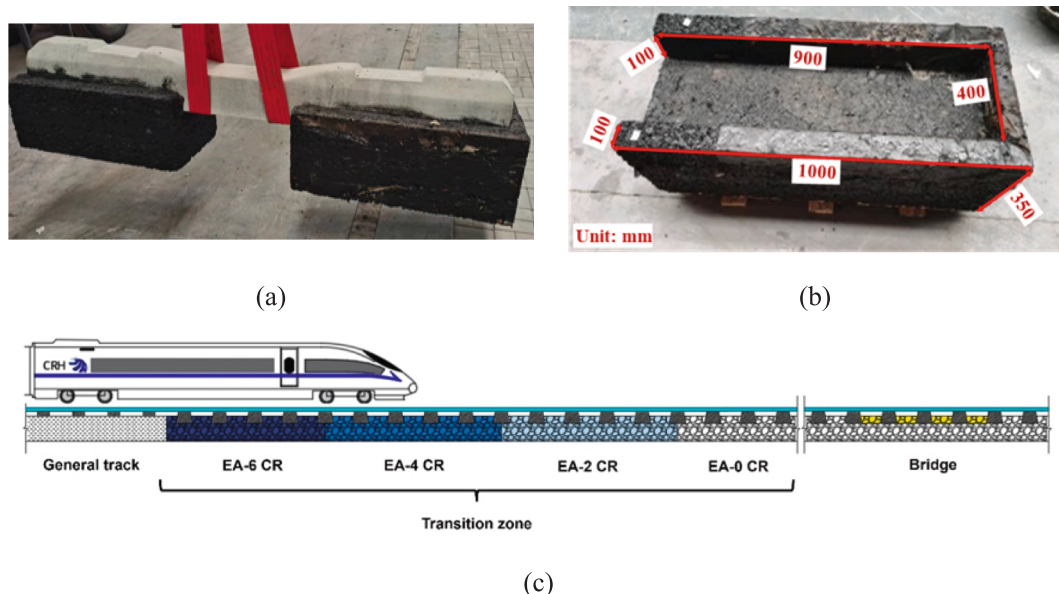 100
900
400
100
1000
350
Unit: mm
(a)
(b)
CRH
General track
EA-6 CR
EA-4 CR
EA-2 CR
EA-0 CR
Bridge
Transition zone
(c)